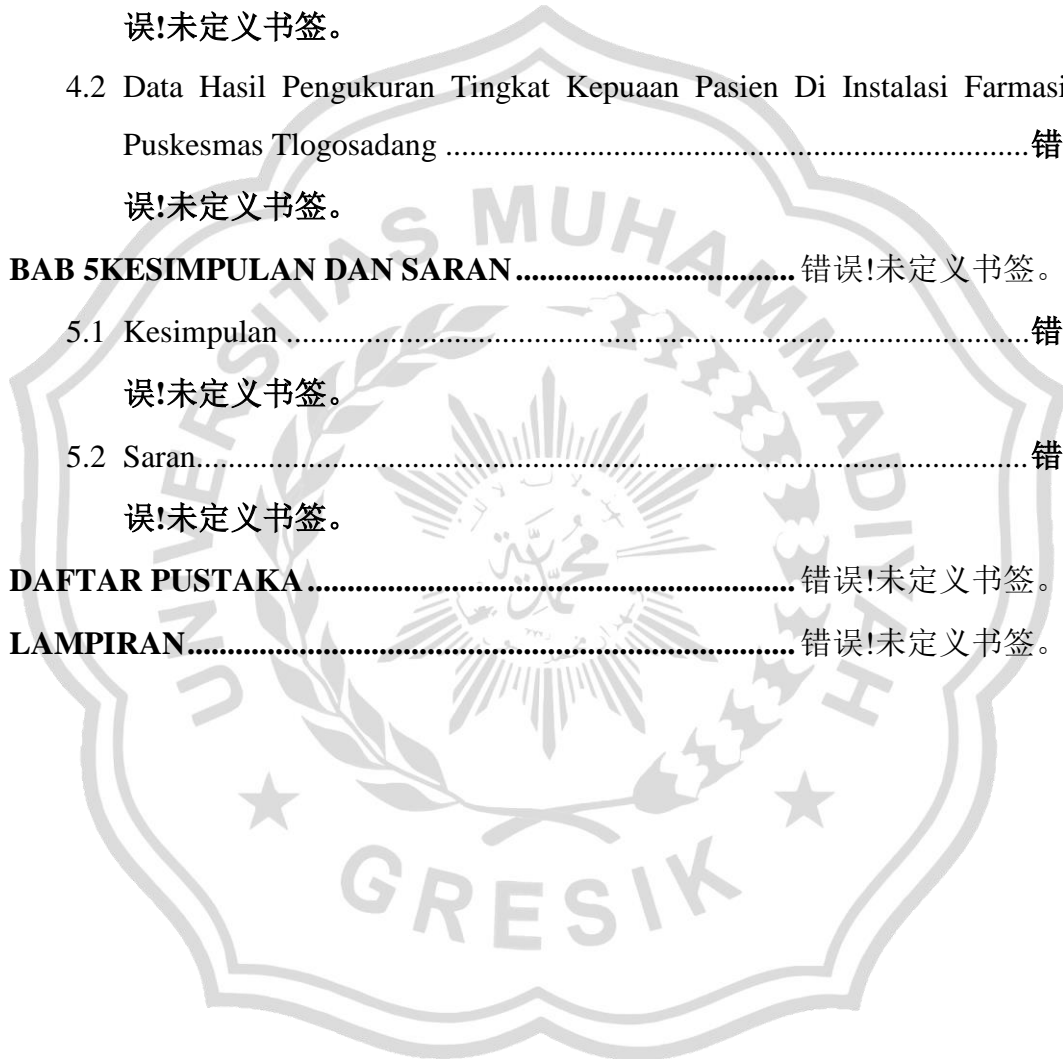 误!未定义书签。
4.2 Data Hasil Pengukuran Tingkat Kepuaan Pasien Di Instalasi Farmasi
Puskesmas Tlogosadang ........................................................................错
误!未定义书签。
BAB 5KESIMPULAN DAN SARAN................................... 错误!未定义书签。
5.1 Kesimpulan ............................................................................................错
误!未定义书签。
5.2 Saran........................................................................................................错
误!未定义书签。
DAFTAR PUSTAKA ............................................................. 错误!未定义书签。
LAMPIRAN............................................................................ 错误!未定义书签。
UNIVERSITAS MUHAMMADIYAH
GRESIK